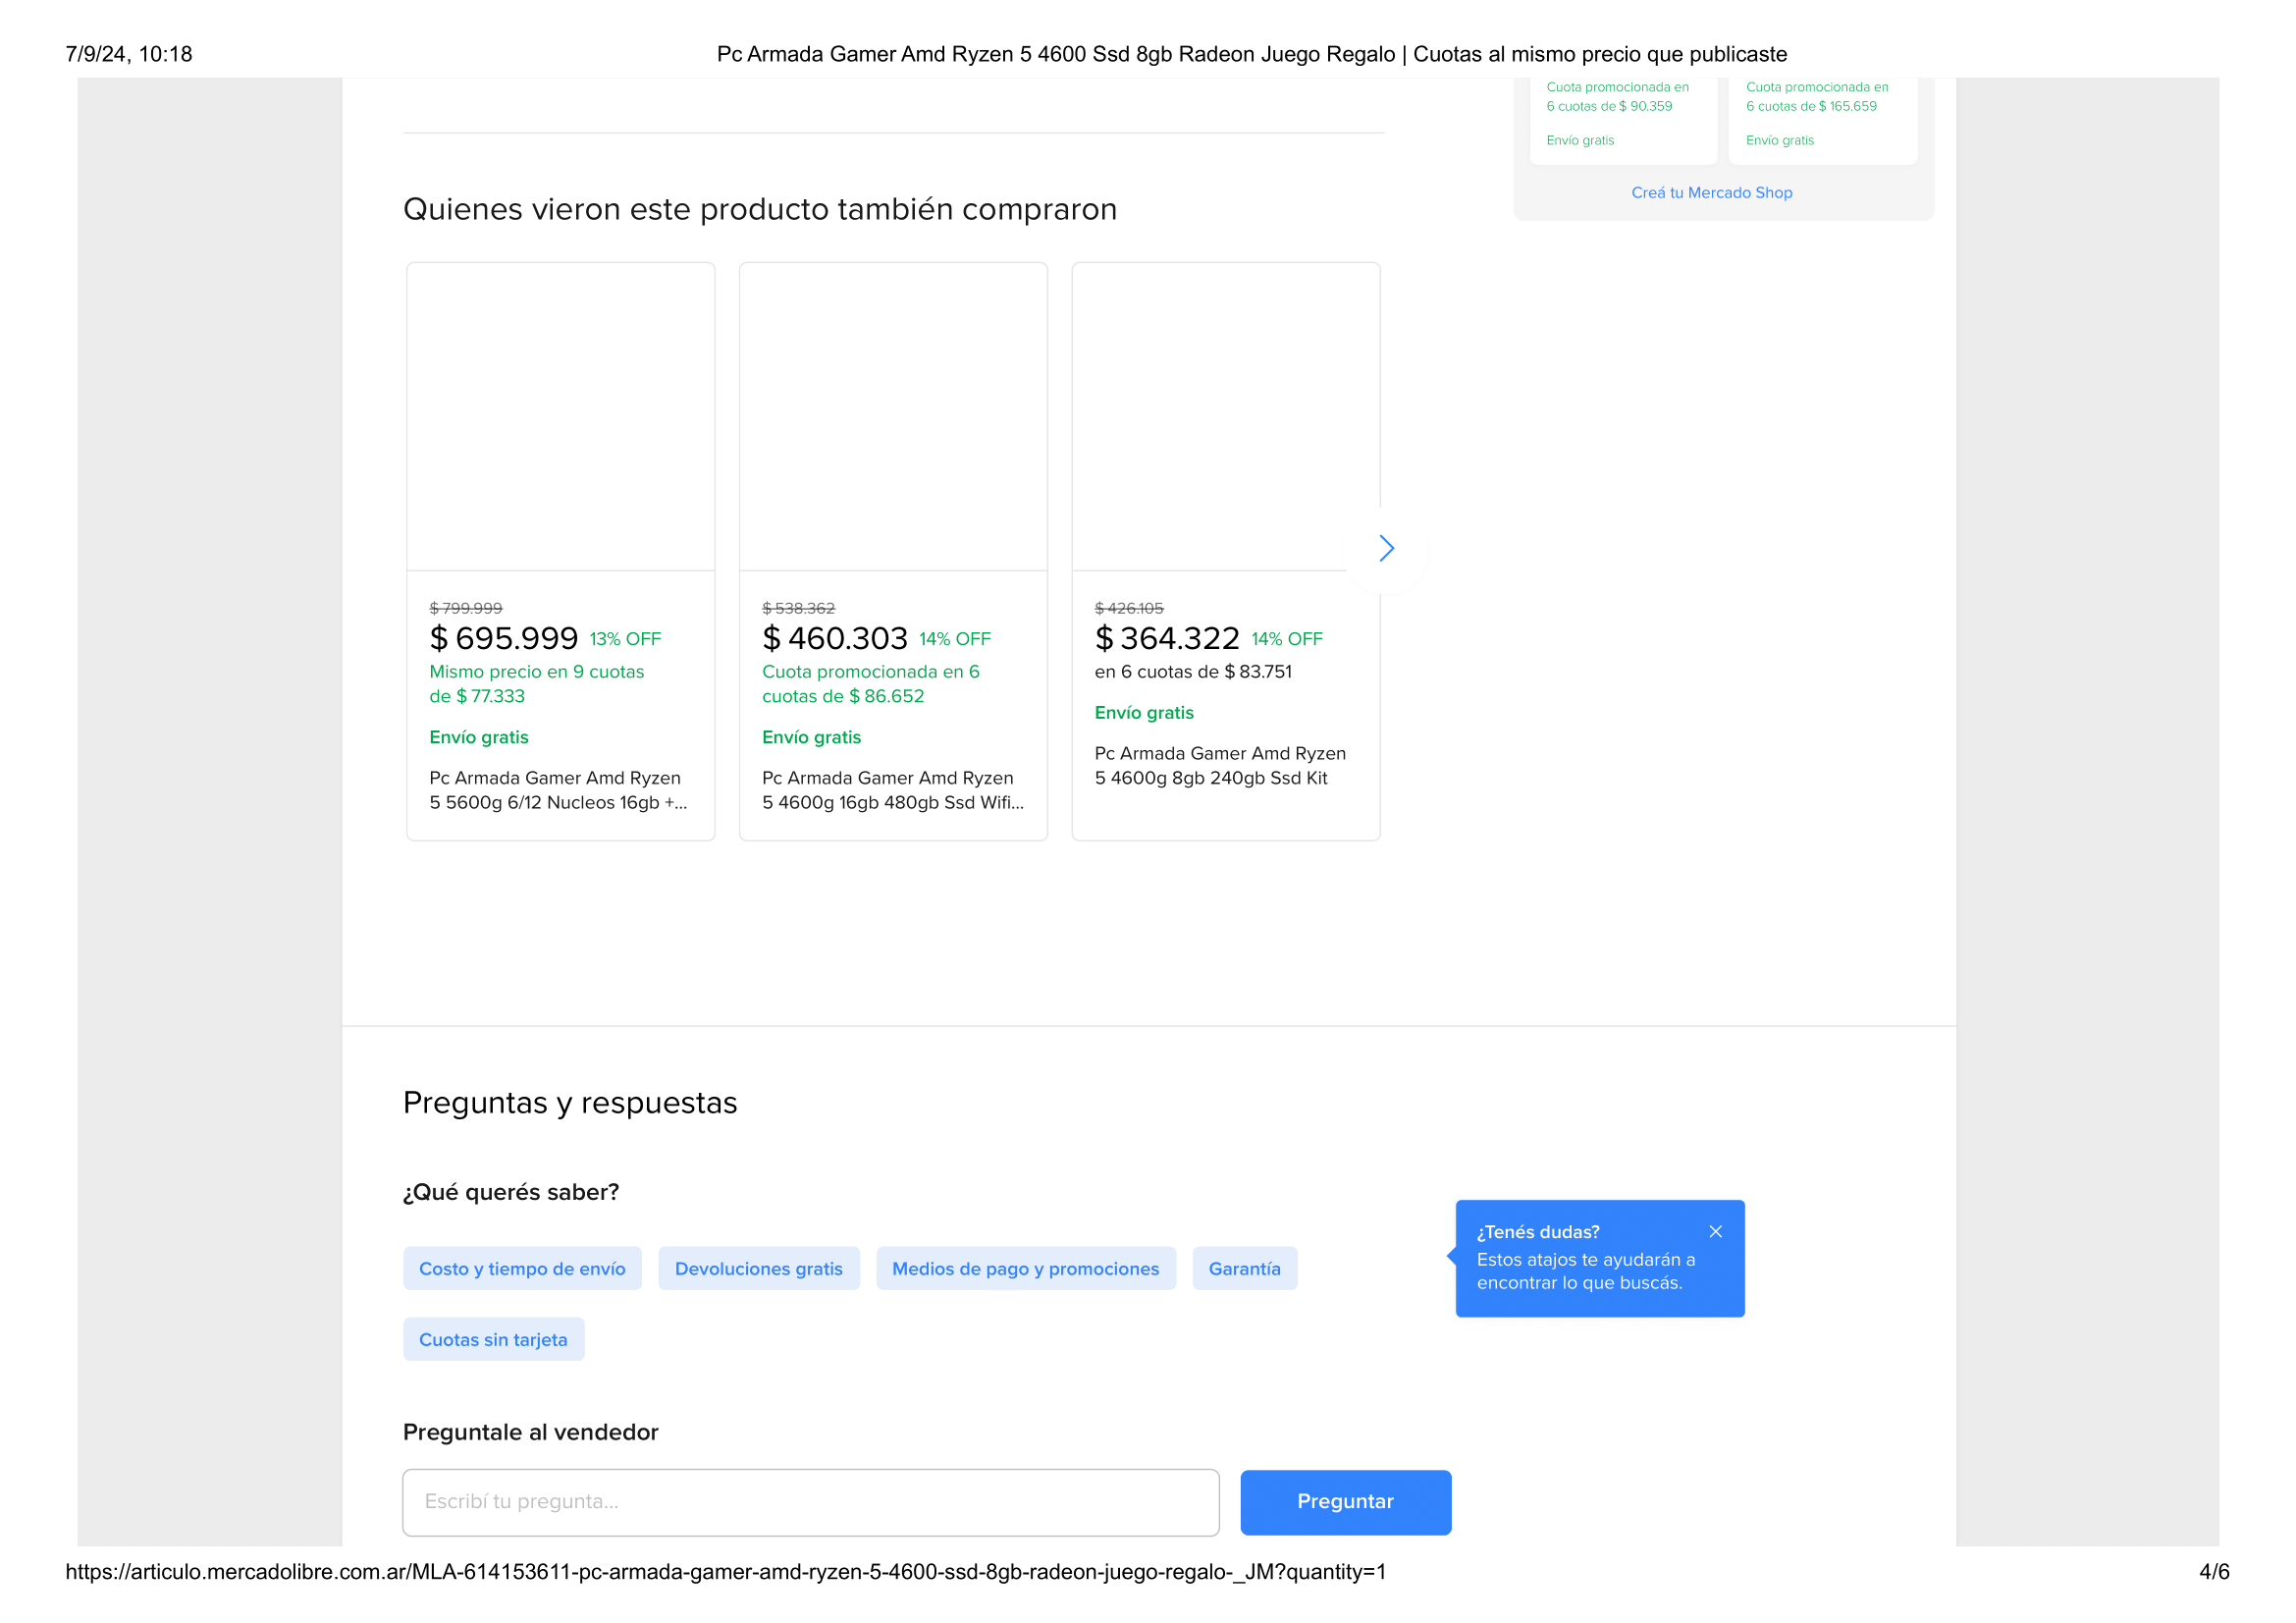 7/9/24, 10:18
Pc Armada Gamer Amd Ryzen 5 4600 Ssd 8gb Radeon Juego Regalo | Cuotas al mismo precio que publicaste
Cuota promocionada en
6 cuotas de $ 90.359
Envío gratis
Cuota promocionada en
6 cuotas de $ 165.659
Envío gratis
Creá tu Mercado Shop
Quienes vieron este producto también compraron
$ 799.999
$ 695.999 13% OFF
Mismo precio en 9 cuotas
de $ 77.333
Envío gratis
Pc Armada Gamer Amd Ryzen
5 5600g 6/12 Nucleos 16gb +...
$ 538.362
$ 460.303 14% OFF
Cuota promocionada en 6
cuotas de $ 86.652
Envío gratis
Pc Armada Gamer Amd Ryzen
5 4600g 16gb 480gb Ssd Wifi...
$ 426.105
$ 364.322 14% OFF
en 6 cuotas de $ 83.751
Envío gratis
Pc Armada Gamer Amd Ryzen
5 4600g 8gb 240gb Ssd Kit
Preguntas y respuestas
¿Qué querés saber?
Costo y tiempo de envío
Devoluciones gratis
Medios de pago y promociones
Garantía
Cuotas sin tarjeta
¿Tenés dudas?
Estos atajos te ayudarán a
encontrar lo que buscás.
Preguntale al vendedor
Escribí tu pregunta...
Preguntar
https://articulo.mercadolibre.com.ar/MLA-614153611-pc-armada-gamer-amd-ryzen-5-4600-ssd-8gb-radeon-juego-regalo-_JM?quantity=1
4/6